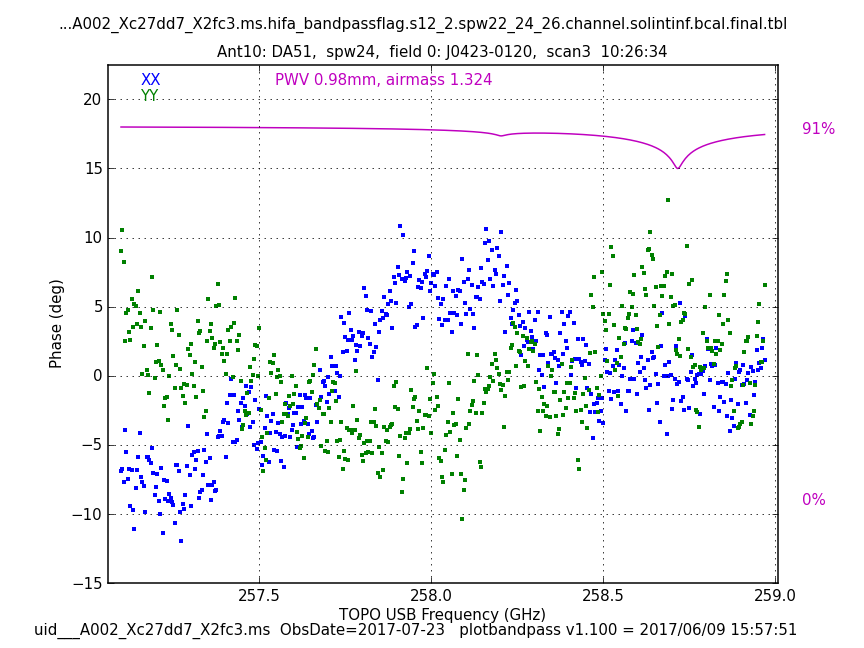 ...A002_Xc27dd7_X2fc3.ms.hifa_bandpassflag.s12_2.spw22_24_26.channel.solintinf.bcal.final.tbl
Ant10: DA51, spw24, field 0: J0423-0120, scan3 10:26:34
XX
PWV 0.98mm, airmass 1.324
YY
20
91%
15
10
5
0
−5
−10
0%
−15
Phase (deg)
257.5 258.0 258.5 259.0
TOPO USB Frequency (GHz)
uid___A002_Xc27dd7_X2fc3.ms ObsDate=2017-07-23 plotbandpass v1.100 = 2017/06/09 15:57:51